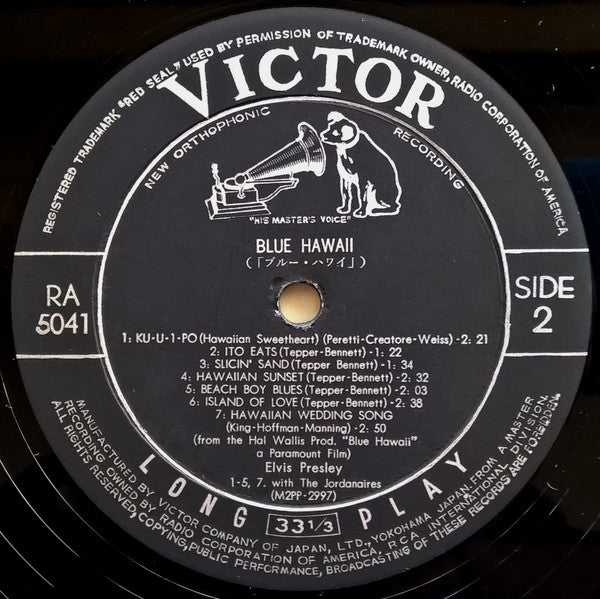 REGISTERED TRADEMARK "RED SEAL" USED BY PERMISSION OF TRADEMARK OWNER, RADIO CORPORATION OF AMERICA
VICTOR
NEW ORTHOPHONIC RECORDING
"HIS MASTER'S VOICE"
BLUE HAWAII
(「ブルー・ハワイ」)
RA
5041
SIDE
2
1: KU-U-1-PO (Hawaiian Sweetheart) (Peretti-Creatore-Weiss) -2: 21
2: ITO EATS (Tepper-Bennett) -1: 22
3: SLICIN' SAND (Tepper Bennett) -1: 34
4: HAWAIIAN SUNSET (Tepper-Bennett) -2: 32
5: BEACH BOY BLUES (Tepper-Bennett) -2: 03
6: ISLAND OF LOVE (Tepper-Bennett) -2: 38
7: HAWAIIAN WEDDING SONG
(King-Hoffman-Manning) -2: 50
(from the Hal Wallis Prod. "Blue Hawaii"
a Paramount Film)
Elvis Presley
1-5, 7. with The Jordanaires
(M2PP-2997)
LONG 33 1/3 PLAY
MANUFACTURED BY VICTOR COMPANY OF JAPAN, LTD., YOKOHAMA, JAPAN, FROM A MASTER
RECORDING OWNED BY RADIO CORPORATION OF AMERICA, RCA INTERNATIONAL DIVISION.
ALL RIGHTS RESERVED, COPYING, PUBLIC PERFORMANCE, BROADCASTING OF THESE RECORDS ARE FORBIDDEN.